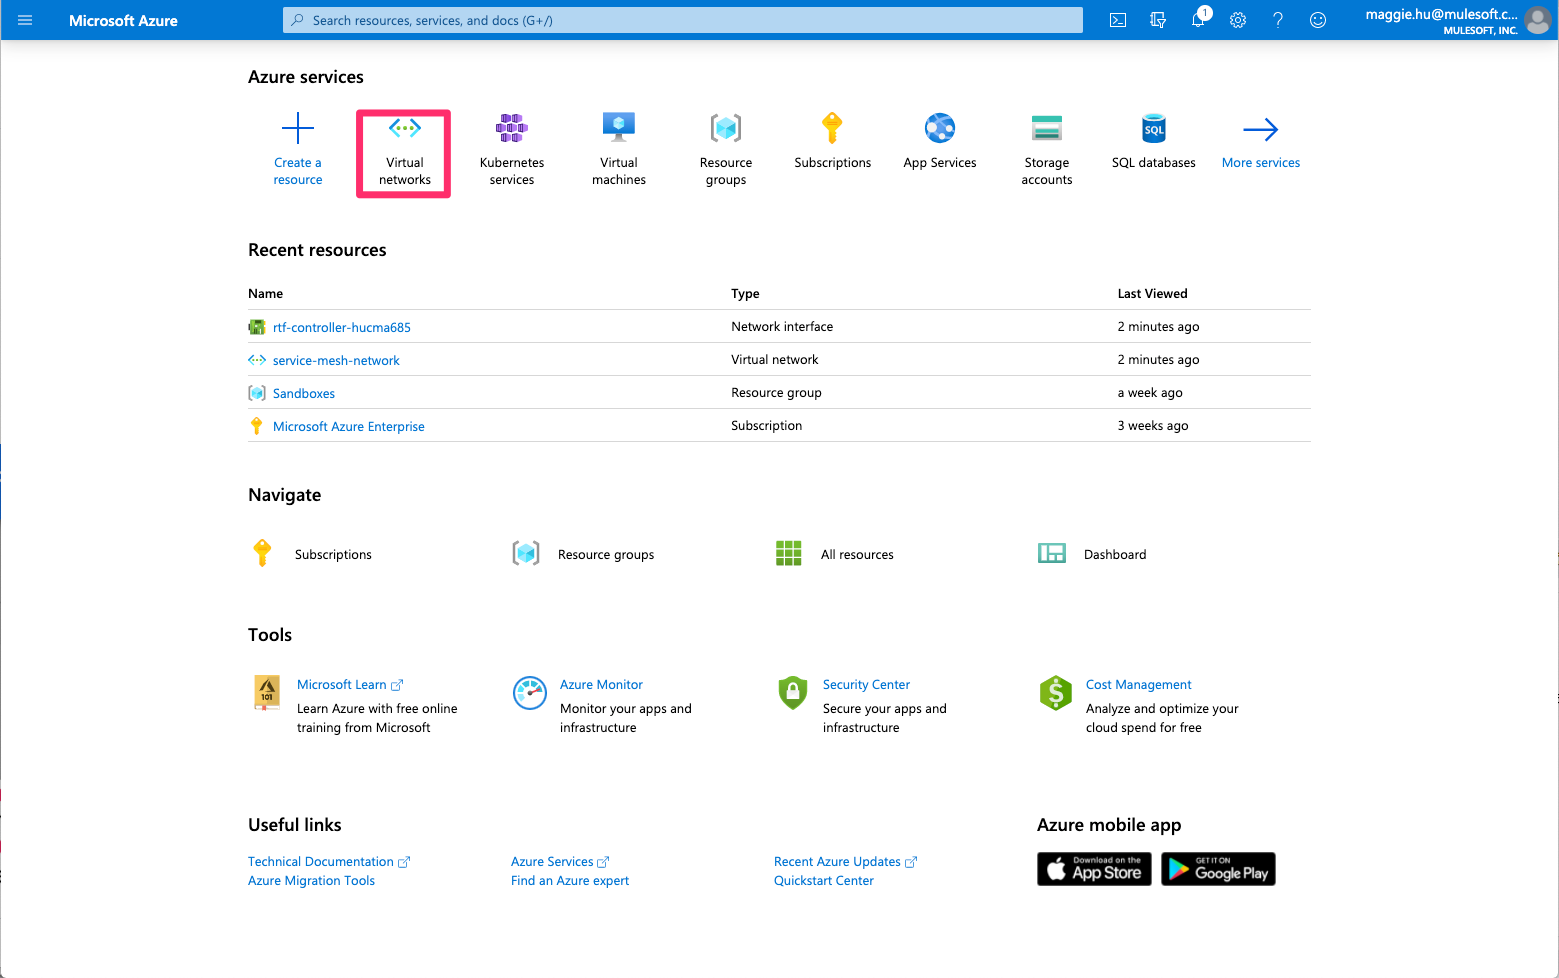 Microsoft Azure
Search resources, services, and docs (G+/)
1
maggie.hu@mulesoft.c...
MULESOFT, INC.
Azure services
Create a
resource
Virtual
networks
Kubernetes
services
Virtual
machines
Resource
groups
Subscriptions
App Services
Storage
accounts
SQL
SQL databases
More services
Recent resources
Name Type Last Viewed
rtf-controller-hucma685 Network interface 2 minutes ago
service-mesh-network Virtual network 2 minutes ago
Sandboxes Resource group a week ago
Microsoft Azure Enterprise Subscription 3 weeks ago
Navigate
Subscriptions
Resource groups
All resources
Dashboard
Tools
101
Microsoft Learn
Learn Azure with free online
training from Microsoft
Azure Monitor
Monitor your apps and
infrastructure
Security Center
Secure your apps and
infrastructure
$
Cost Management
Analyze and optimize your
cloud spend for free
Useful links
Technical Documentation
Azure Migration Tools
Azure Services
Find an Azure expert
Recent Azure Updates
Quickstart Center
Azure mobile app
Download on the
App Store
GET IT ON
Google Play